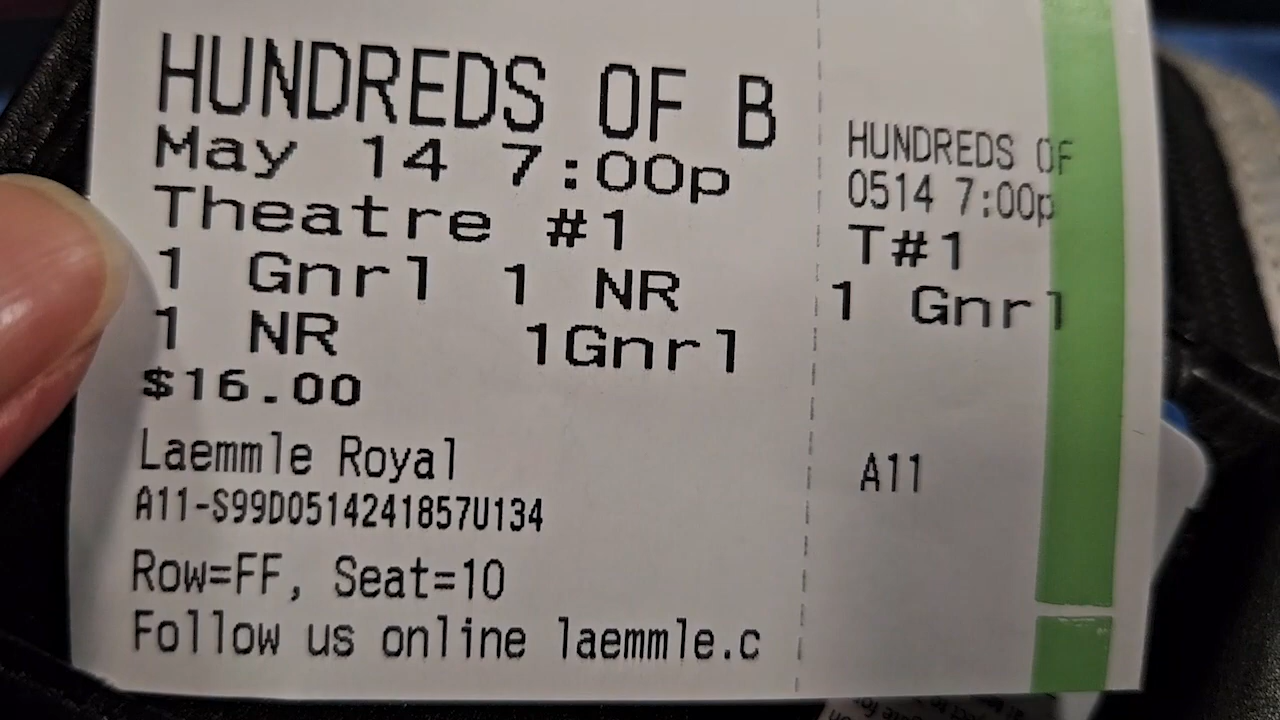 HUNDREDS OF B
May 14 7:00p
Theatre #1
1 Gnrl 1 NR
1 NR 1Gnrl
$16.00
Laemmle Royal
A11-S99D0514241857U134
Row=FF, Seat=10
Follow us online laemmle.c
HUNDREDS OF
0514 7:00p
T#1
1 Gnrl
A11